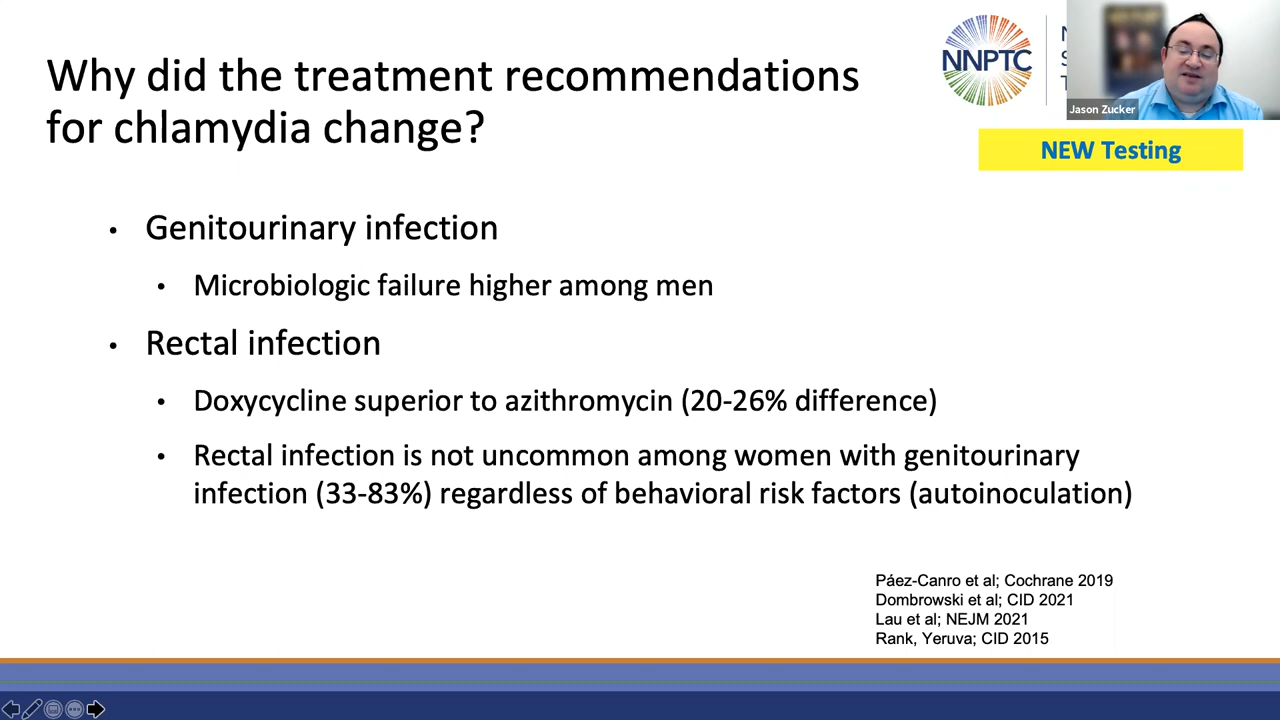 Why did the treatment recommendations
for chlamydia change?
NNPTC
N
S
T
Jason Zucker
NEW Testing
• Genitourinary infection
• Microbiologic failure higher among men
• Rectal infection
• Doxycycline superior to azithromycin (20-26% difference)
• Rectal infection is not uncommon among women with genitourinary
infection (33-83%) regardless of behavioral risk factors (autoinoculation)
Páez-Canro et al; Cochrane 2019
Dombrowski et al; CID 2021
Lau et al; NEJM 2021
Rank, Yeruva; CID 2015